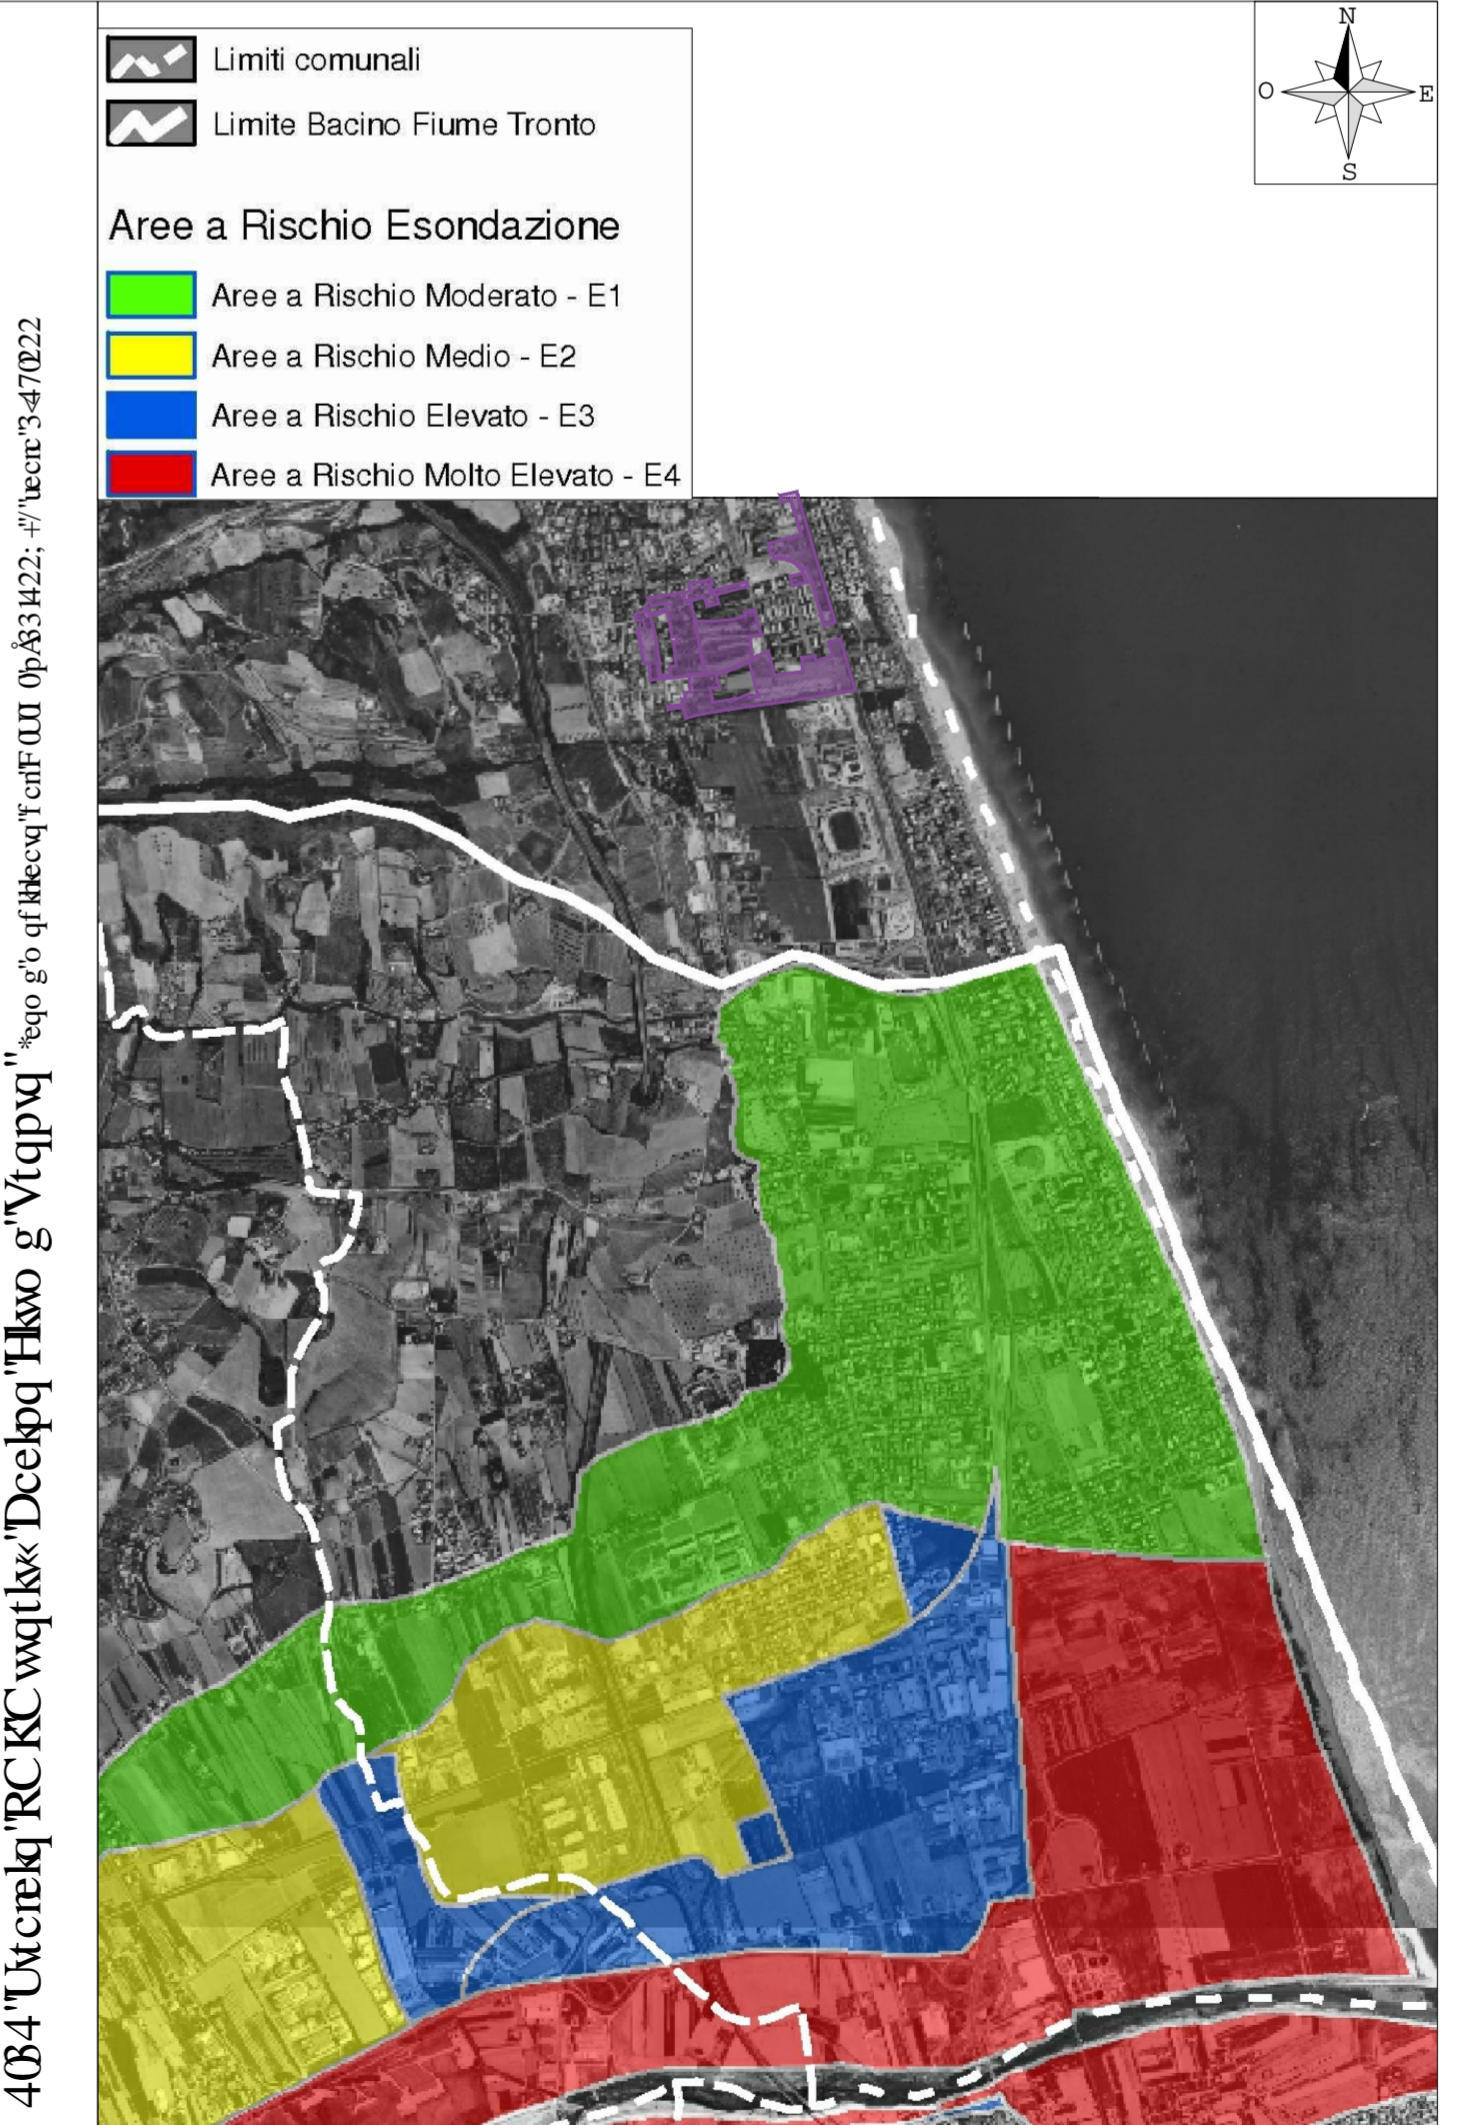 N
O
E
S
Limiti comunali
Limite Bacino Fiume Tronto
Aree a Rischio Esondazione
Aree a Rischio Moderato - E1
Aree a Rischio Medio - E2
Aree a Rischio Elevato - E3
Aree a Rischio Molto Elevato - E4